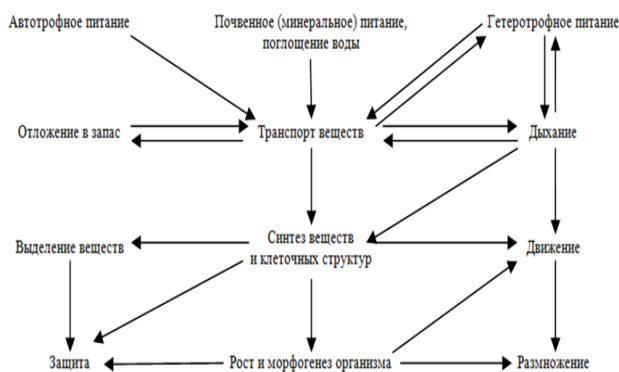 Автотрофное питание
Почвенное (минеральное) питание,
поглощение воды
Гетеротрофное питание
Отложение в запас
Транспорт веществ
Дыхание
Выделение веществ
Синтез веществ
и клеточных структур
Движение
Защита
Рост и морфогенез организма
Размножение